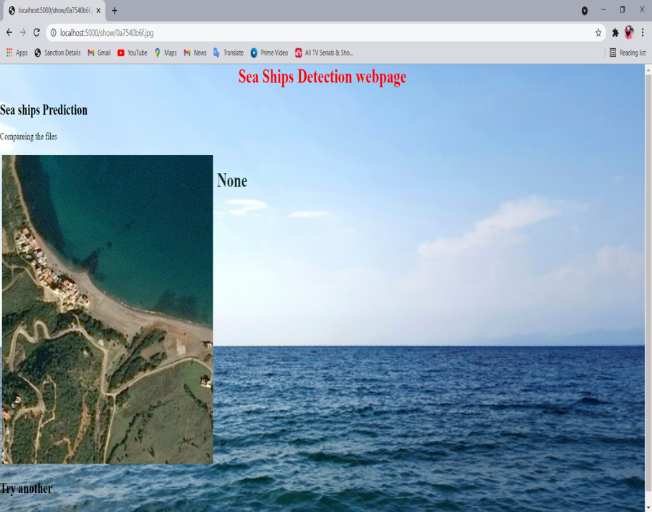 localhost:5000/show/0a7540b6f.j
localhost:5000/show/0a7540b6f.jpg
Apps Sanction Details Gmail YouTube Maps News Translate Prime Video All TV Serials & Sho... Reading list
Sea Ships Detection webpage
Sea ships Prediction
Compareing the files
None
Try another